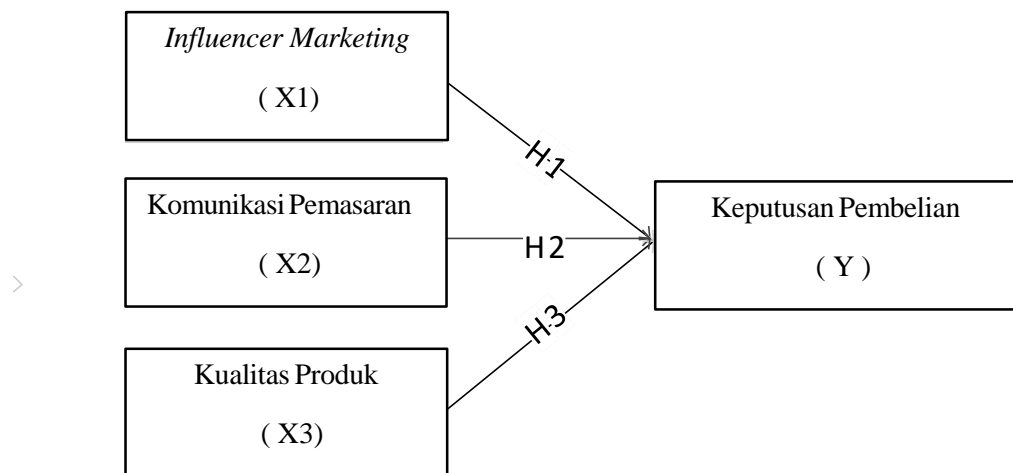 Influencer Marketing
( X1)
H1
Komunikasi Pemasaran
( X2)
H2
Keputusan Pembelian
( Y )
H3
Kualitas Produk
( X3)